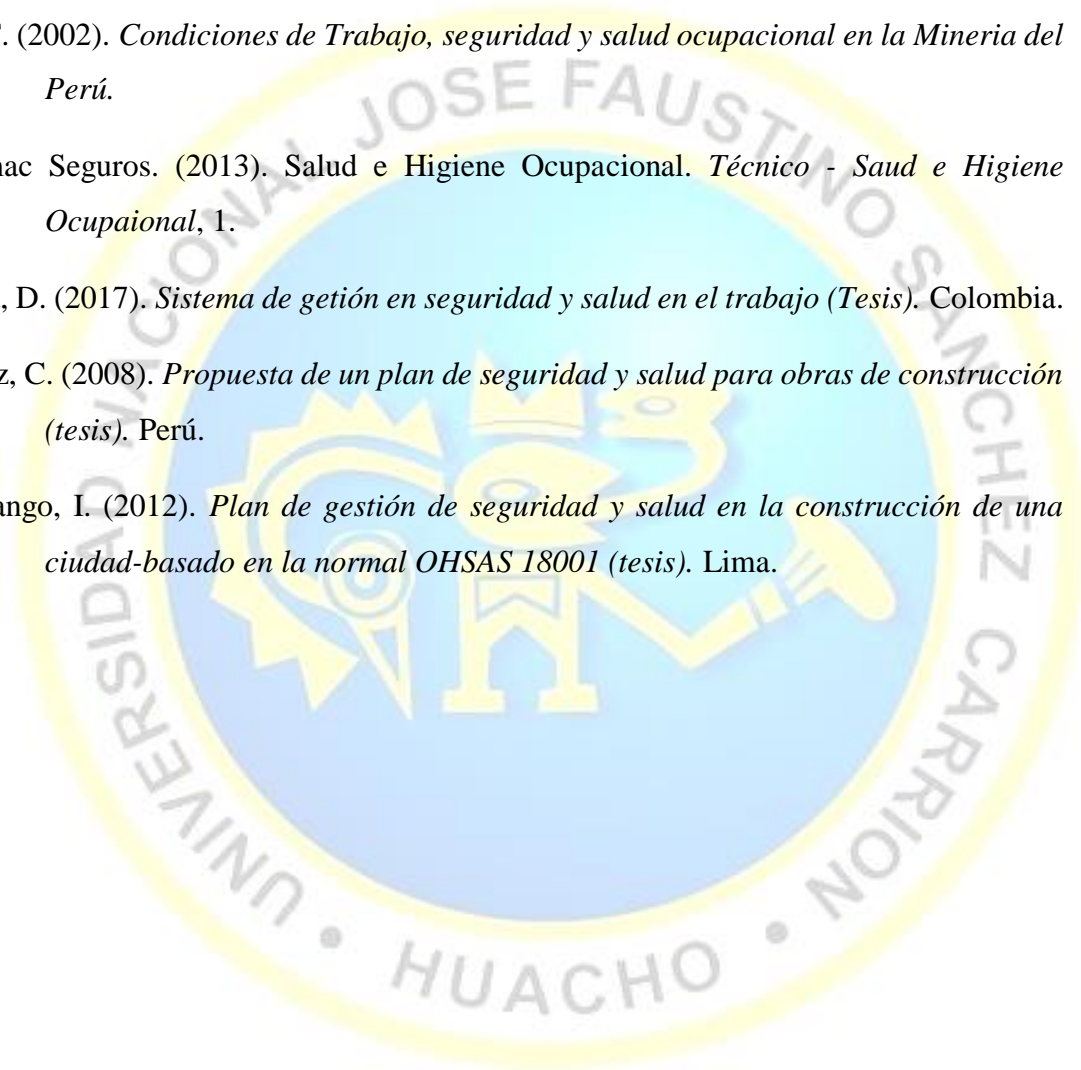 . (2002). Condiciones de Trabajo, seguridad y salud ocupacional en la Mineria del
Perú.
nac Seguros. (2013). Salud e Higiene Ocupacional. Técnico - Saud e Higiene
Ocupaional, 1.
, D. (2017). Sistema de getión en seguridad y salud en el trabajo (Tesis). Colombia.
z, C. (2008). Propuesta de un plan de seguridad y salud para obras de construcción
(tesis). Perú.
ango, I. (2012). Plan de gestión de seguridad y salud en la construcción de una
ciudad-basado en la normal OHSAS 18001 (tesis). Lima.
UNIVERSIDAD NACIONAL JOSE FAUSTINO SANCHEZ CARRION
• HUACHO •